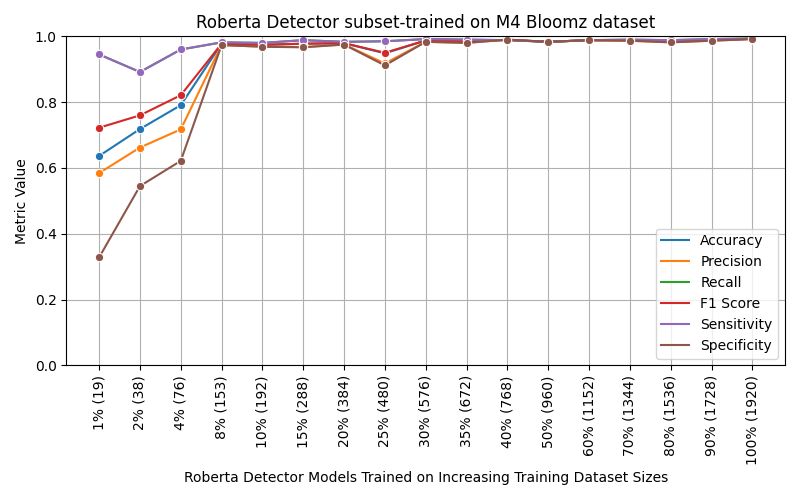 Roberta Detector subset-trained on M4 Bloomz dataset
Metric Value
1.0
0.8
0.6
0.4
0.2
0.0
Accuracy
Precision
Recall
F1 Score
Sensitivity
Specificity
1% (19)
2% (38)
4% (76)
8% (153)
10% (192)
15% (288)
20% (384)
25% (480)
30% (576)
35% (672)
40% (768)
50% (960)
60% (1152)
70% (1344)
80% (1536)
90% (1728)
100% (1920)
Roberta Detector Models Trained on Increasing Training Dataset Sizes